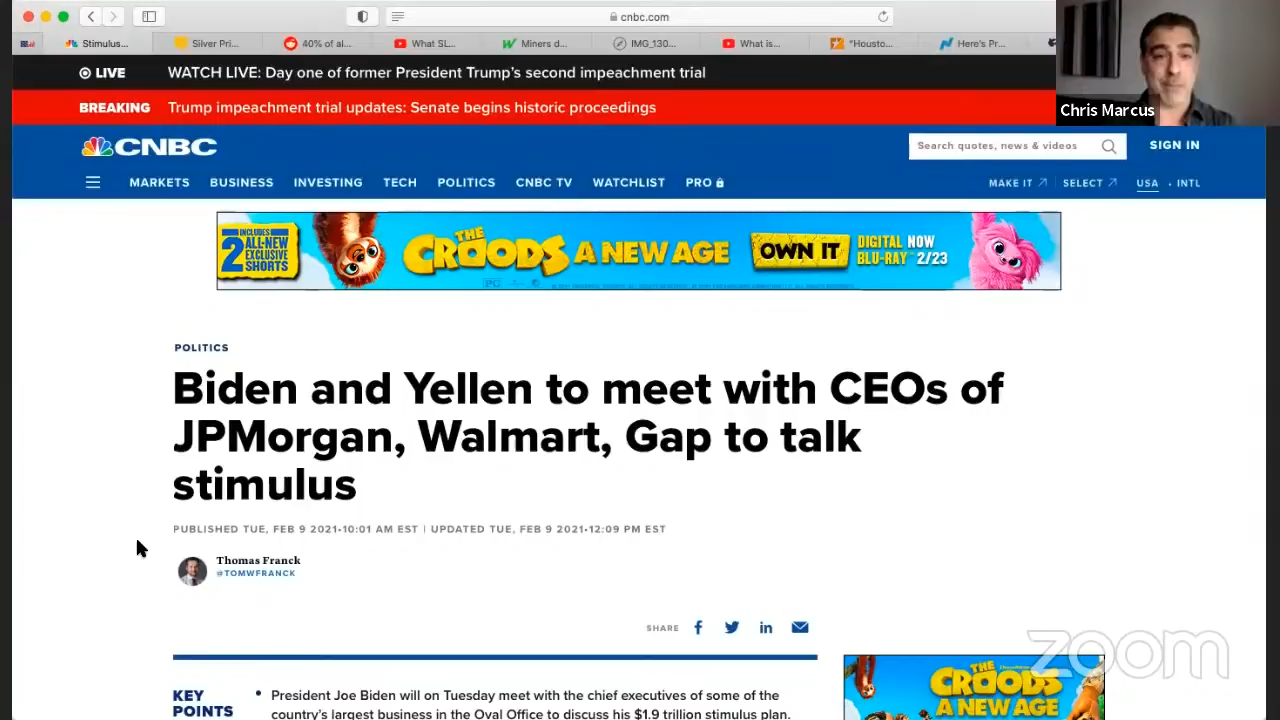 cnbc.com
Stimulus...
Silver Pri...
40% of al...
What SL...
Miners d...
IMG_130...
What is...
"Housto...
Here's Pr...
LIVE
WATCH LIVE: Day one of former President Trump's second impeachment trial
BREAKING
Trump impeachment trial updates: Senate begins historic proceedings
Chris Marcus
CNBC
Search quotes, news & videos
SIGN IN
MARKETS BUSINESS INVESTING TECH POLITICS CNBC TV WATCHLIST PRO
MAKE IT SELECT USA • INTL
INCLUDES
2 ALL-NEW
EXCLUSIVE
SHORTS
THE
CROODS
A NEW AGE
OWN IT
DIGITAL NOW
BLU-RAY™ 2/23
PG
POLITICS
Biden and Yellen to meet with CEOs of
JPMorgan, Walmart, Gap to talk
stimulus
PUBLISHED TUE, FEB 9 2021•10:01 AM EST | UPDATED TUE, FEB 9 2021•12:09 PM EST
Thomas Franck
@TOMWFRANCK
SHARE
zoom
KEY
POINTS
• President Joe Biden will on Tuesday meet with the chief executives of some of the
country's largest business in the Oval Office to discuss his $1.9 trillion stimulus plan.
THE
CROODS
A NEW AGE